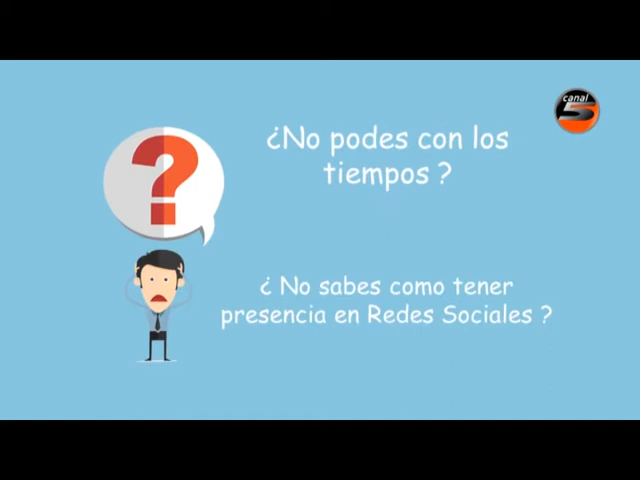 canal
5
¿No podes con los
tiempos ?
?
¿ No sabes como tener
presencia en Redes Sociales ?